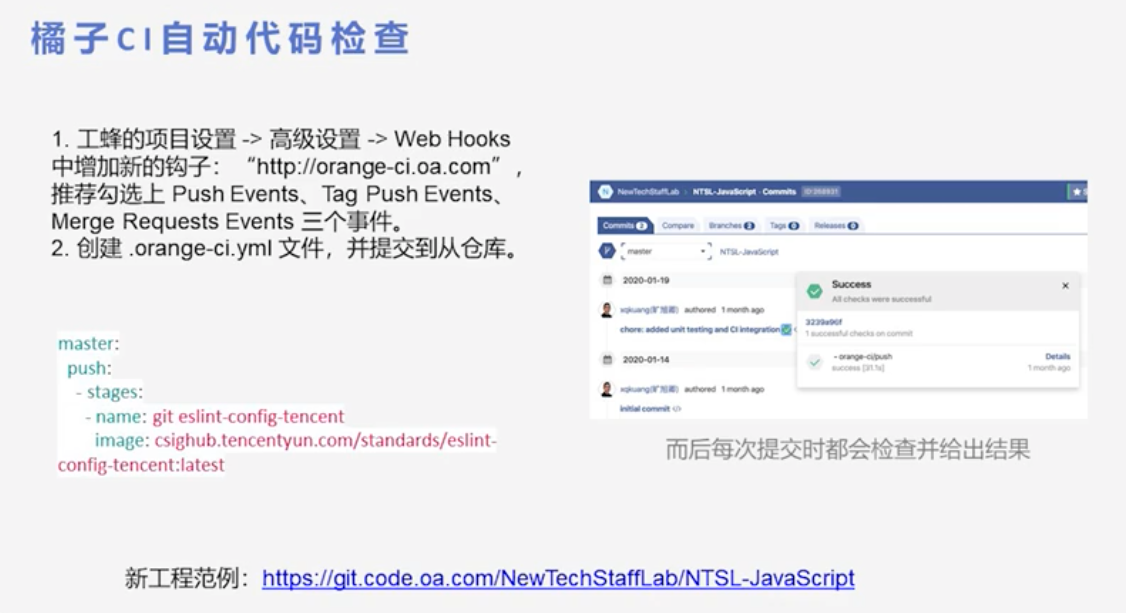 橘子CI自动代码检查
1. 工蜂的项目设置 -> 高级设置 -> Web Hooks
中增加新的钩子：“http://orange-ci.oa.com”，
推荐勾选上 Push Events、Tag Push Events、
Merge Requests Events 三个事件。
2. 创建 .orange-ci.yml 文件，并提交到从仓库。
master:
push:
- stages:
- name: git eslint-config-tencent
image: csighub.tencentyun.com/standards/eslint-
config-tencent:latest
NewTechStaffLab › NTSL-JavaScript · Commits
Commits 2 Compare Branches Tags 0 Releases 0
master NTSL-JavaScript
2020-01-19
Success
All checks were successful
xqkuang authored 1 month ago
3239a96f
chore: added unit testing and CI integration
1 successful checks on commit
2020-01-14
- orange-ci/push Details
success [31.1s] 1 month ago
xqkuang authored 1 month ago
initial commit
而后每次提交时都会检查并给出结果
新工程范例：https://git.code.oa.com/NewTechStaffLab/NTSL-JavaScript